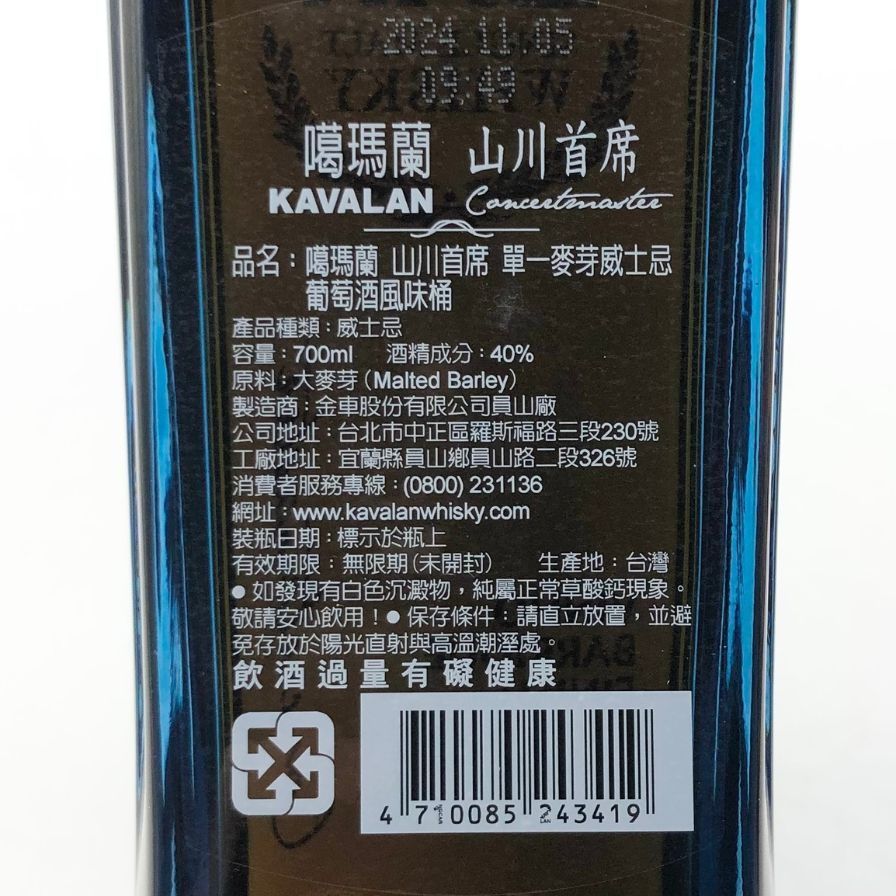 2024.11.05
09:49
噶瑪蘭 山川首席
KAVALAN Concertmaster
品名：噶瑪蘭 山川首席 單一麥芽威士忌
葡萄酒風味桶
產品種類：威士忌
容量：700ml 酒精成分：40%
原料：大麥芽（Malted Barley）
製造商：金車股份有限公司員山廠
公司地址：台北市中正區羅斯福路三段230號
工廠地址：宜蘭縣員山鄉員山路二段326號
消費者服務專線：(0800) 231136
網址：www.kavalanwhisky.com
裝瓶日期：標示於瓶上
有效期限：無限期(未開封) 生產地：台灣
●如發現有白色沉澱物，純屬正常草酸鈣現象。
敬請安心飲用！●保存條件：請直立放置，並避
免存放於陽光直射與高溫潮溼處。
飲酒過量有礙健康
4 710085 243419